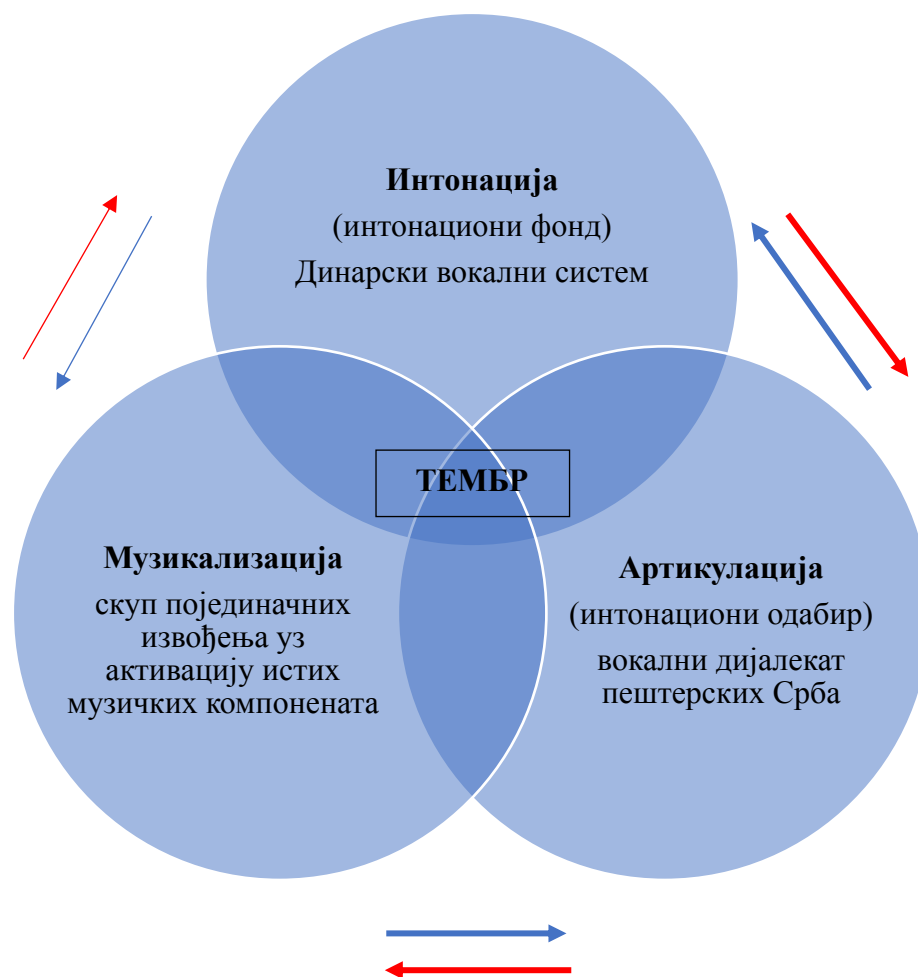 Интонација
(интонациони фонд)
Динарски вокални систем
ТЕМБР
Музикализација
скуп појединачних
извођења уз
активацију истих
музичких компонената
Артикулација
(интонациони одабир)
вокални дијалекат
пештерских Срба